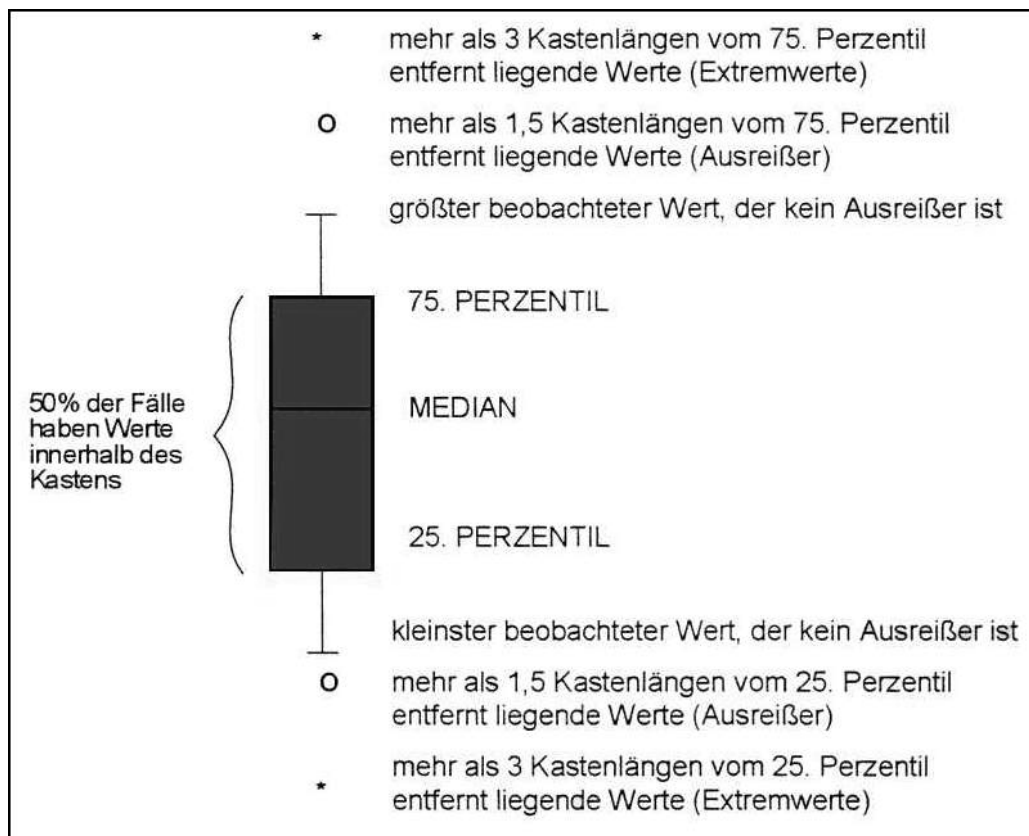 * mehr als 3 Kastenlängen vom 75. Perzentil
entfernt liegende Werte (Extremwerte)
O mehr als 1,5 Kastenlängen vom 75. Perzentil
entfernt liegende Werte (Ausreißer)
größter beobachteter Wert, der kein Ausreißer ist
75. PERZENTIL
50% der Fälle
haben Werte
innerhalb des
Kastens
MEDIAN
25. PERZENTIL
kleinster beobachteter Wert, der kein Ausreißer ist
O mehr als 1,5 Kastenlängen vom 25. Perzentil
entfernt liegende Werte (Ausreißer)
* mehr als 3 Kastenlängen vom 25. Perzentil
entfernt liegende Werte (Extremwerte)